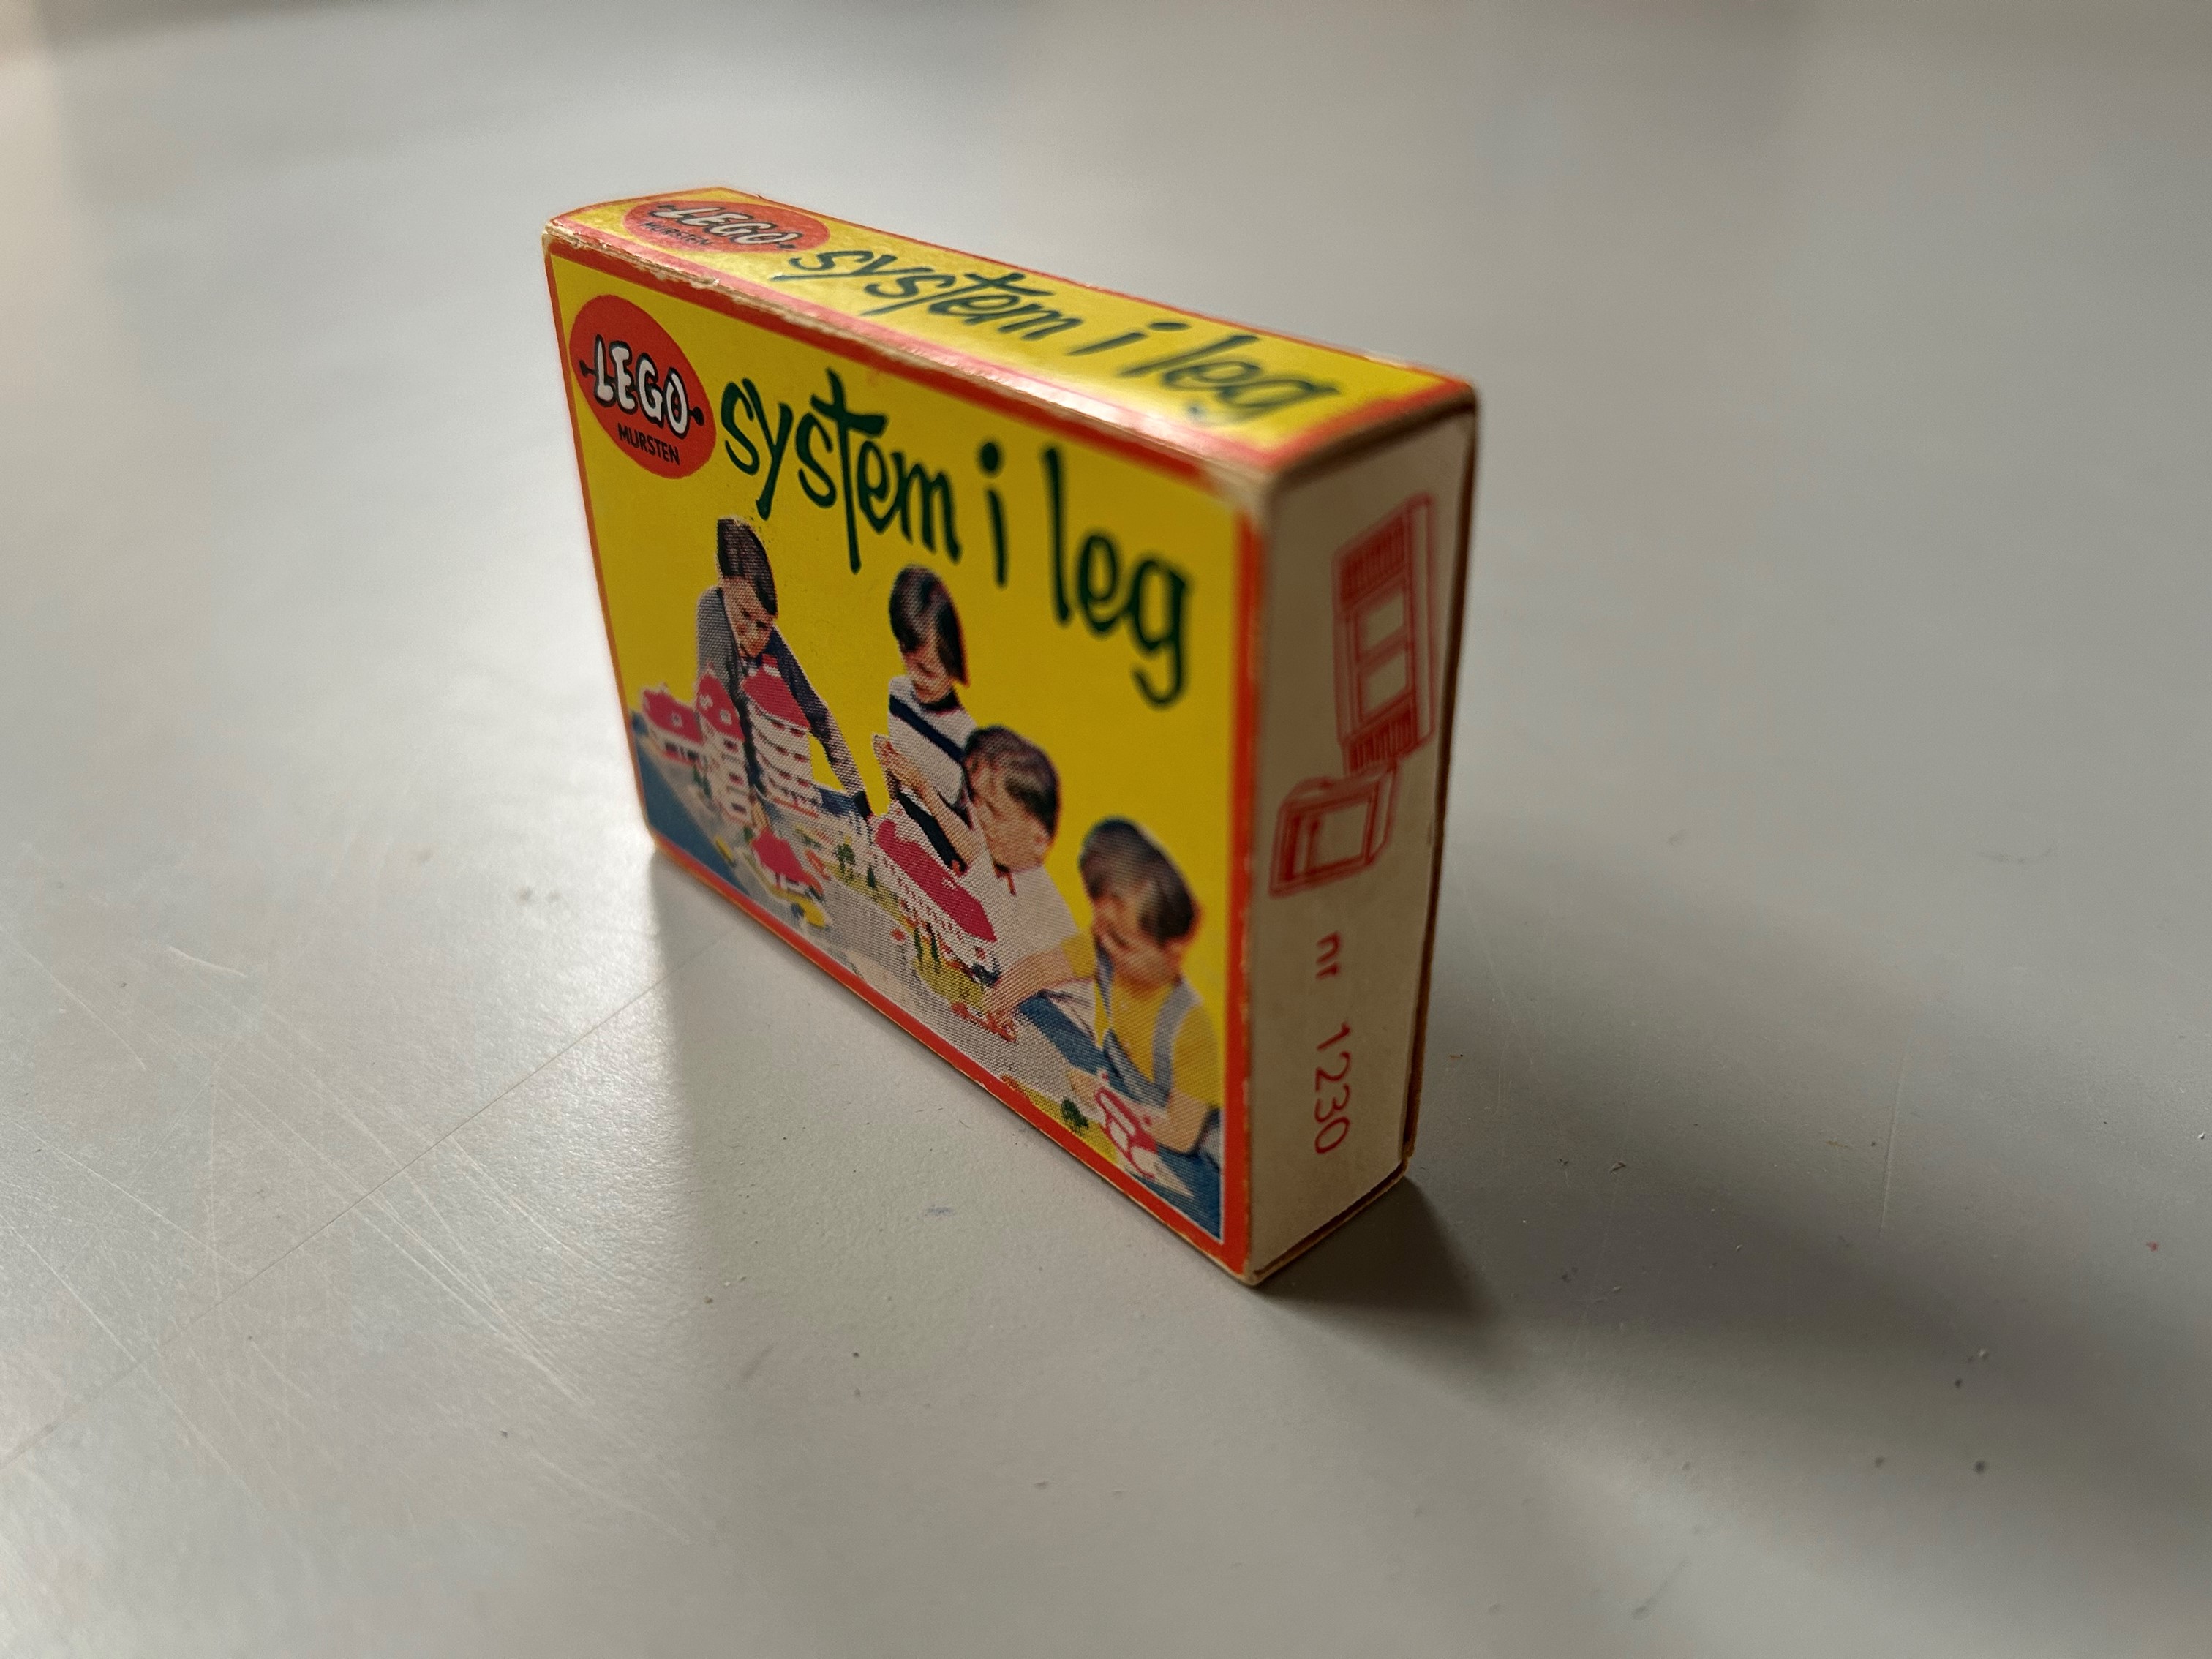 LEGO
MURSTEN
system i leg
LEGO
MURSTEN
system i leg
nr 1230